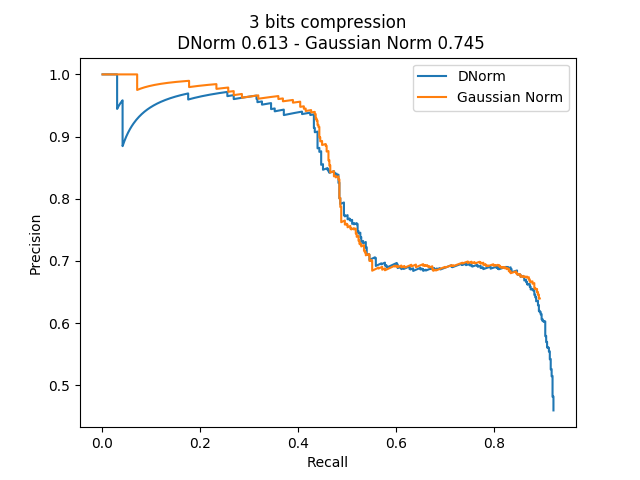 3 bits compression
DNorm 0.613 - Gaussian Norm 0.745
DNorm
Gaussian Norm
1.0
0.9
0.8
0.7
0.6
0.5
Precision
0.0
0.2
0.4
0.6
0.8
Recall